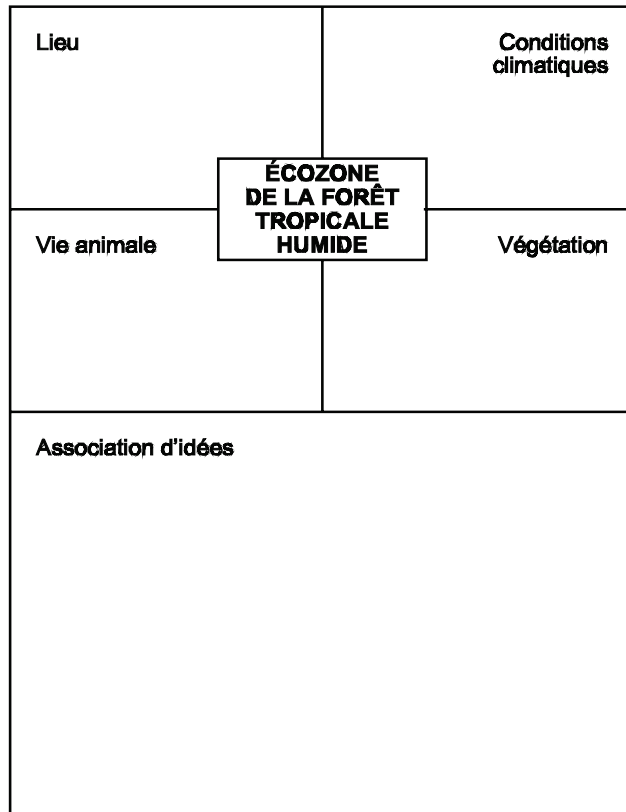 Lieu
Conditions
climatiques
ÉCOZONE
DE LA FORÊT
TROPICALE
HUMIDE
Vie animale
Végétation
Association d'idées